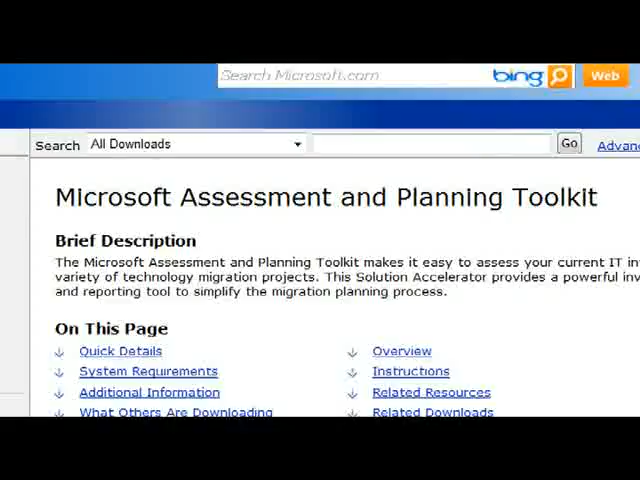 Search Microsoft.com bing Web
Search All Downloads Go Advan
Microsoft Assessment and Planning Toolkit
Brief Description
The Microsoft Assessment and Planning Toolkit makes it easy to assess your current IT in
variety of technology migration projects. This Solution Accelerator provides a powerful inv
and reporting tool to simplify the migration planning process.
On This Page
Quick Details Overview
System Requirements Instructions
Additional Information Related Resources
What Others Are Downloading Related Downloads